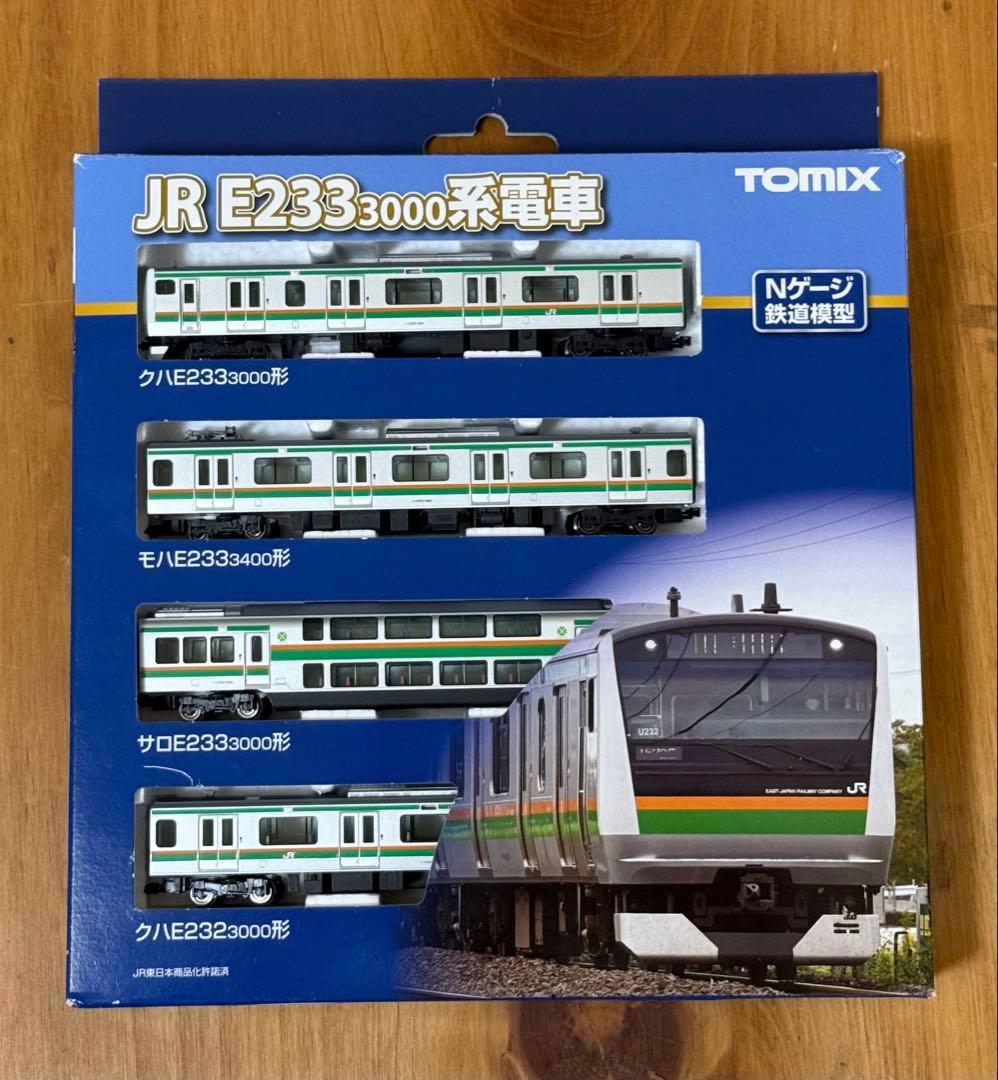 JR E233 3000系電車
TOMIX
Nゲージ
鉄道模型
JR
クハE2333000形
モハE2333400形
サロE2333000形
JR
クハE2323000形
U232
EAST JAPAN RAILWAY COMPANY JR
JR東日本商品化許諾済